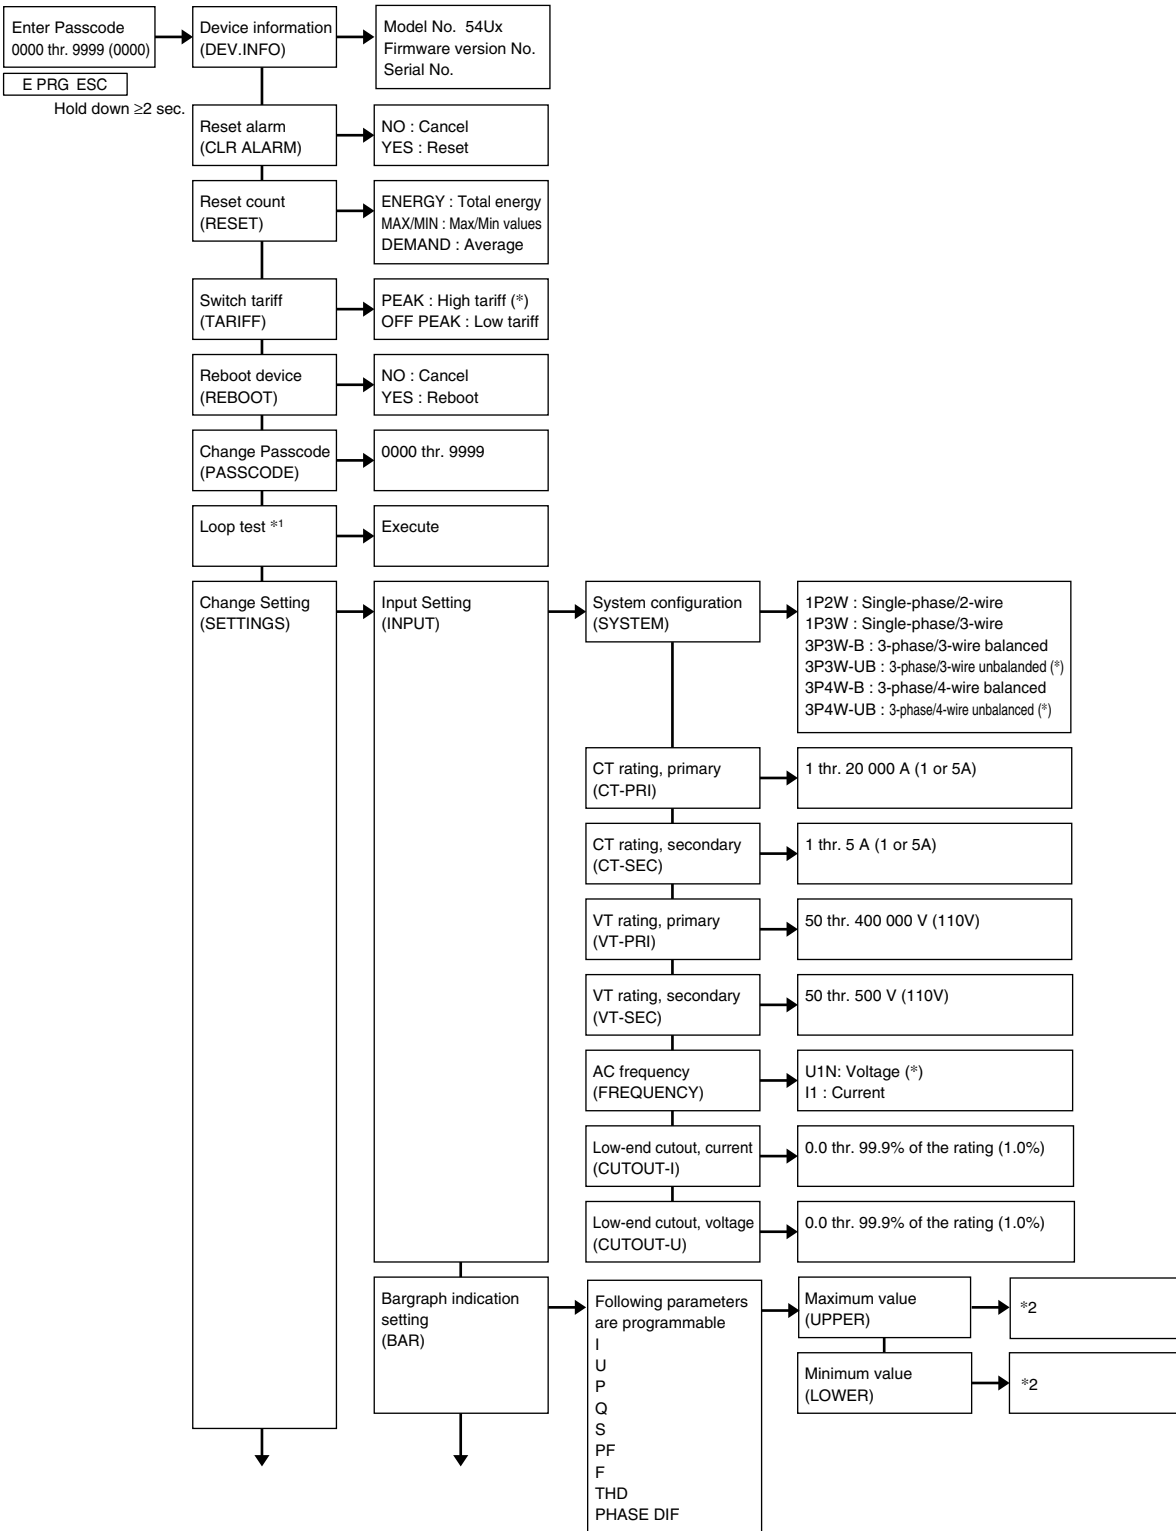 Enter Passcode
0000 thr. 9999 (0000)
E PRG ESC
Hold down ≥2 sec.
Device information
(DEV.INFO)
Model No. 54Ux
Firmware version No.
Serial No.
Reset alarm
(CLR ALARM)
NO : Cancel
YES : Reset
Reset count
(RESET)
ENERGY : Total energy
MAX/MIN : Max/Min values
DEMAND : Average
Switch tariff
(TARIFF)
PEAK : High tariff (*)
OFF PEAK : Low tariff
Reboot device
(REBOOT)
NO : Cancel
YES : Reboot
Change Passcode
(PASSCODE)
0000 thr. 9999
Loop test *1
Execute
Change Setting
(SETTINGS)
Input Setting
(INPUT)
System configuration
(SYSTEM)
1P2W : Single-phase/2-wire
1P3W : Single-phase/3-wire
3P3W-B : 3-phase/3-wire balanced
3P3W-UB : 3-phase/3-wire unbalanded (*)
3P4W-B : 3-phase/4-wire balanced
3P4W-UB : 3-phase/4-wire unbalanced (*)
CT rating, primary
(CT-PRI)
1 thr. 20 000 A (1 or 5A)
CT rating, secondary
(CT-SEC)
1 thr. 5 A (1 or 5A)
VT rating, primary
(VT-PRI)
50 thr. 400 000 V (110V)
VT rating, secondary
(VT-SEC)
50 thr. 500 V (110V)
AC frequency
(FREQUENCY)
U1N: Voltage (*)
I1 : Current
Low-end cutout, current
(CUTOUT-I)
0.0 thr. 99.9% of the rating (1.0%)
Low-end cutout, voltage
(CUTOUT-U)
0.0 thr. 99.9% of the rating (1.0%)
Bargraph indication
setting
(BAR)
Following parameters
are programmable
I
U
P
Q
S
PF
F
THD
PHASE DIF
Maximum value
(UPPER)
*2
Minimum value
(LOWER)
*2